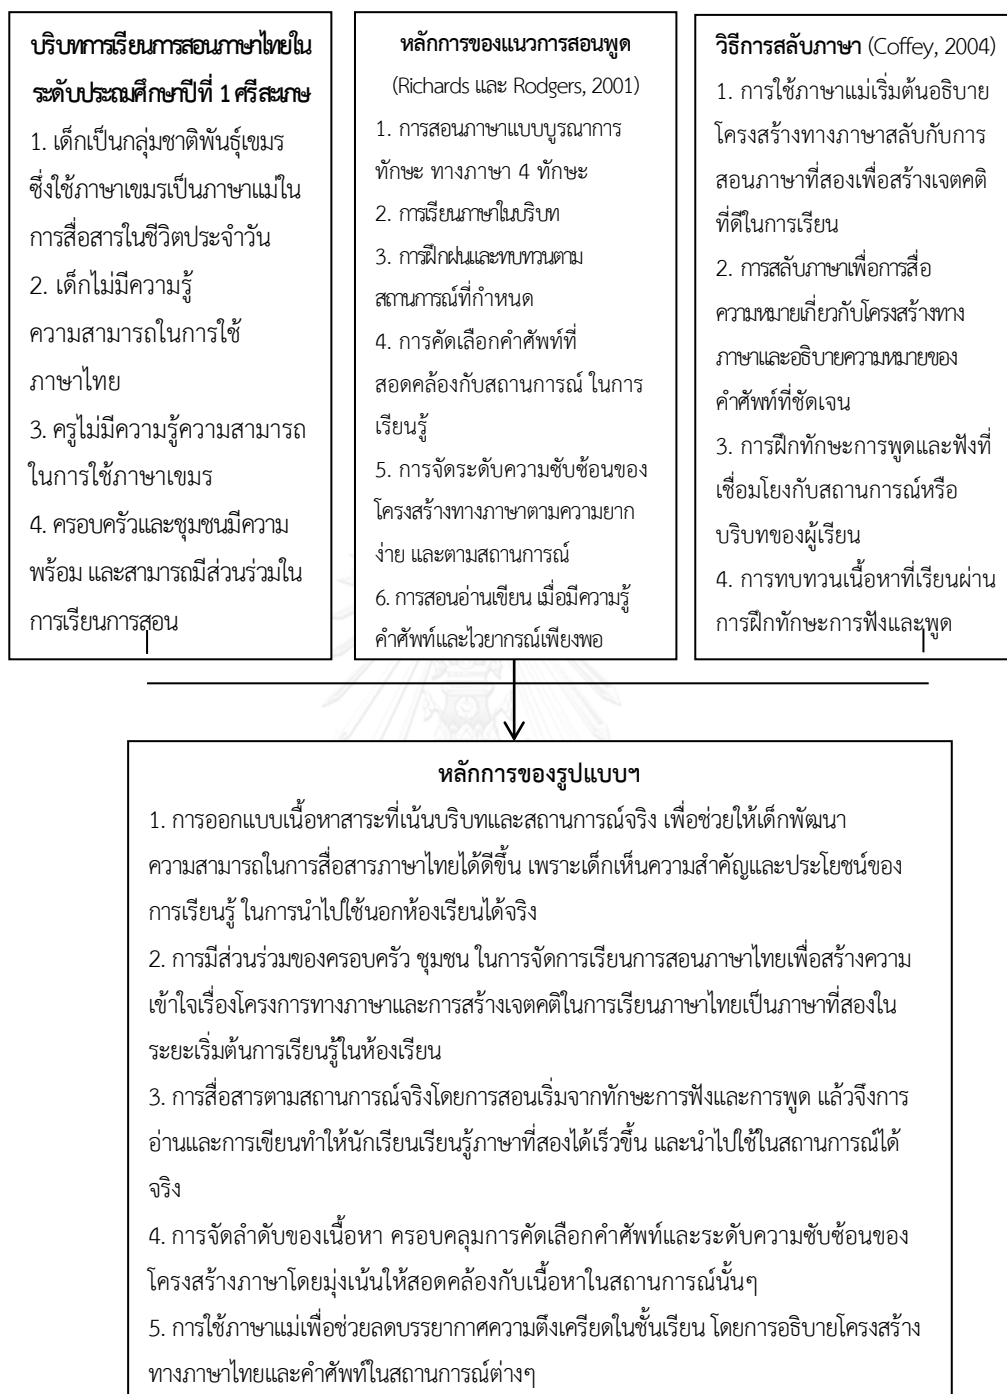 บริบทการเรียนการสอนภาษาไทยใน
ระดับประถมศึกษาปีที่ 1 ศรีสะเกษ
1. เด็กเป็นกลุ่มชาติพันธุ์เขมร
ซึ่งใช้ภาษาเขมรเป็นภาษาแม่ใน
การสื่อสารในชีวิตประจำวัน
2. เด็กไม่มีความรู้
ความสามารถในการใช้
ภาษาไทย
3. ครูไม่มีความรู้ความสามารถ
ในการใช้ภาษาเขมร
4. ครอบครัวและชุมชนมีความ
พร้อม และสามารถมีส่วนร่วมใน
การเรียนการสอน
หลักการของแนวการสอนพูด
(Richards และ Rodgers, 2001)
1. การสอนภาษาแบบบูรณาการ
ทักษะ ทางภาษา 4 ทักษะ
2. การเรียนภาษาในบริบท
3. การฝึกฝนและทบทวนตาม
สถานการณ์ที่กำหนด
4. การคัดเลือกคำศัพท์ที่
สอดคล้องกับสถานการณ์ ในการ
เรียนรู้
5. การจัดระดับความซับซ้อนของ
โครงสร้างทางภาษาตามความยาก
ง่าย และตามสถานการณ์
6. การสอนอ่านเขียน เมื่อมีความรู้
คำศัพท์และไวยากรณ์เพียงพอ
วิธีการสลับภาษา (Coffey, 2004)
1. การใช้ภาษาแม่เริ่มต้นอธิบาย
โครงสร้างทางภาษาสลับกับการ
สอนภาษาที่สองเพื่อสร้างเจตคติ
ที่ดีในการเรียน
2. การสลับภาษาเพื่อการสื่อ
ความหมายเกี่ยวกับโครงสร้างทาง
ภาษาและอธิบายความหมายของ
คำศัพท์ที่ชัดเจน
3. การฝึกทักษะการพูดและฟังที่
เชื่อมโยงกับสถานการณ์หรือ
บริบทของผู้เรียน
4. การทบทวนเนื้อหาที่เรียนผ่าน
การฝึกทักษะการฟังและพูด
หลักการของรูปแบบฯ
1. การออกแบบเนื้อหาสาระที่เน้นบริบทและสถานการณ์จริง เพื่อช่วยให้เด็กพัฒนา
ความสามารถในการสื่อสารภาษาไทยได้ดีขึ้น เพราะเด็กเห็นความสำคัญและประโยชน์ของ
การเรียนรู้ ในการนำไปใช้นอกห้องเรียนได้จริง
2. การมีส่วนร่วมของครอบครัว ชุมชน ในการจัดการเรียนการสอนภาษาไทยเพื่อสร้างความ
เข้าใจเรื่องโครงการทางภาษาและการสร้างเจตคติในการเรียนภาษาไทยเป็นภาษาที่สองใน
ระยะเริ่มต้นการเรียนรู้ในห้องเรียน
3. การสื่อสารตามสถานการณ์จริงโดยการสอนเริ่มจากทักษะการฟังและการพูด แล้วจึงการ
อ่านและการเขียนทำให้นักเรียนเรียนรู้ภาษาที่สองได้เร็วขึ้น และนำไปใช้ในสถานการณ์ได้
จริง
4. การจัดลำดับของเนื้อหา ครอบคลุมการคัดเลือกคำศัพท์และระดับความซับซ้อนของ
โครงสร้างภาษาโดยมุ่งเน้นให้สอดคล้องกับเนื้อหาในสถานการณ์นั้นๆ
5. การใช้ภาษาแม่เพื่อช่วยลดบรรยากาศความตึงเครียดในชั้นเรียน โดยการอธิบายโครงสร้าง
ทางภาษาไทยและคำศัพท์ในสถานการณ์ต่างๆ